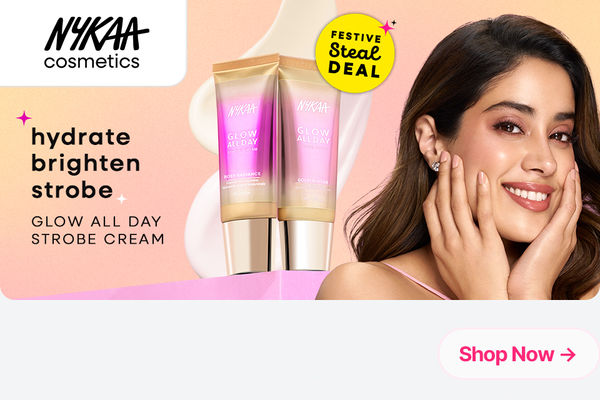 NYKAA
cosmetics
FESTIVE
Steal
DEAL
hydrate
brighten
strobe
GLOW ALL DAY
STROBE CREAM
NYKAA
GLOW
ALL DAY
NYKAA
GLOW
ALL DAY
Shop Now →